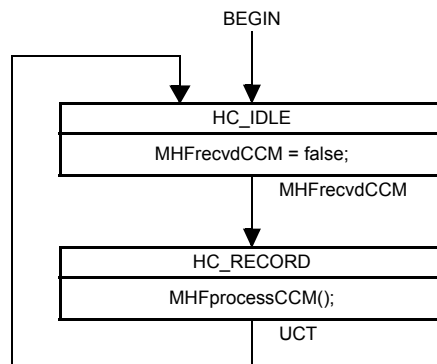 BEGIN
HC_IDLE
MHFrecvdCCM = false;
MHFrecvdCCM
HC_RECORD
MHFprocessCCM();
UCT